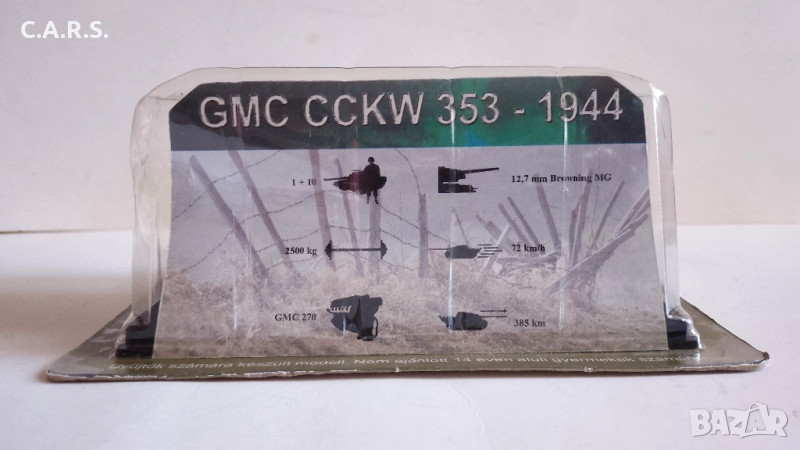 C.A.R.S.
GMC CCKW 353 - 1944
1 + 10
12,7 mm Browning MG
2500 kg
72 km/h
GMC 270
385 km
Gyűjtők számára készült modell. Nem ajánlott 14 éven aluli gyermekek
BAZAR